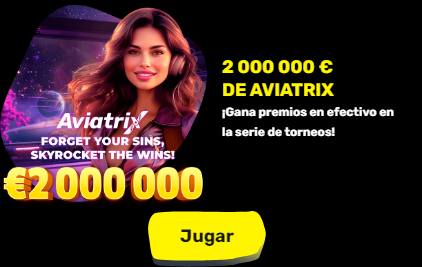 Aviatrix
FORGET YOUR SINS,
SKYROCKET THE WINS!
€2 000 000
2 000 000 €
DE AVIATRIX
¡Gana premios en efectivo en
la serie de torneos!
Jugar